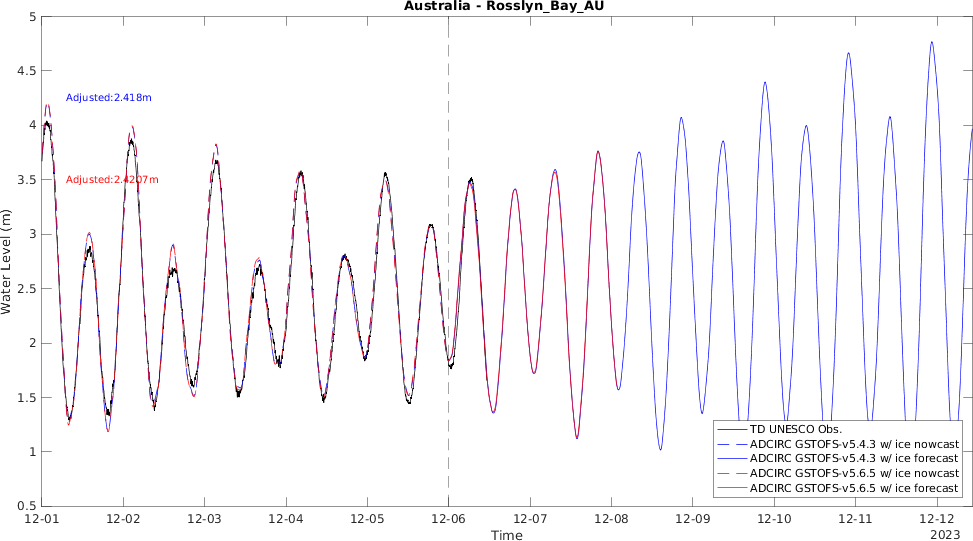 Australia - Rosslyn_Bay_AU
5
4.5
4
3.5
3
2.5
2
1.5
1
0.5
Water Level (m)
Adjusted:2.418m
Adjusted:2.4207m
TD UNESCO Obs.
ADCIRC GSTOFS-v5.4.3 w/ ice nowcast
ADCIRC GSTOFS-v5.4.3 w/ ice forecast
ADCIRC GSTOFS-v5.6.5 w/ ice nowcast
ADCIRC GSTOFS-v5.6.5 w/ ice forecast
12-01 12-02 12-03 12-04 12-05 12-06 12-07 12-08 12-09 12-10 12-11 12-12
Time
2023